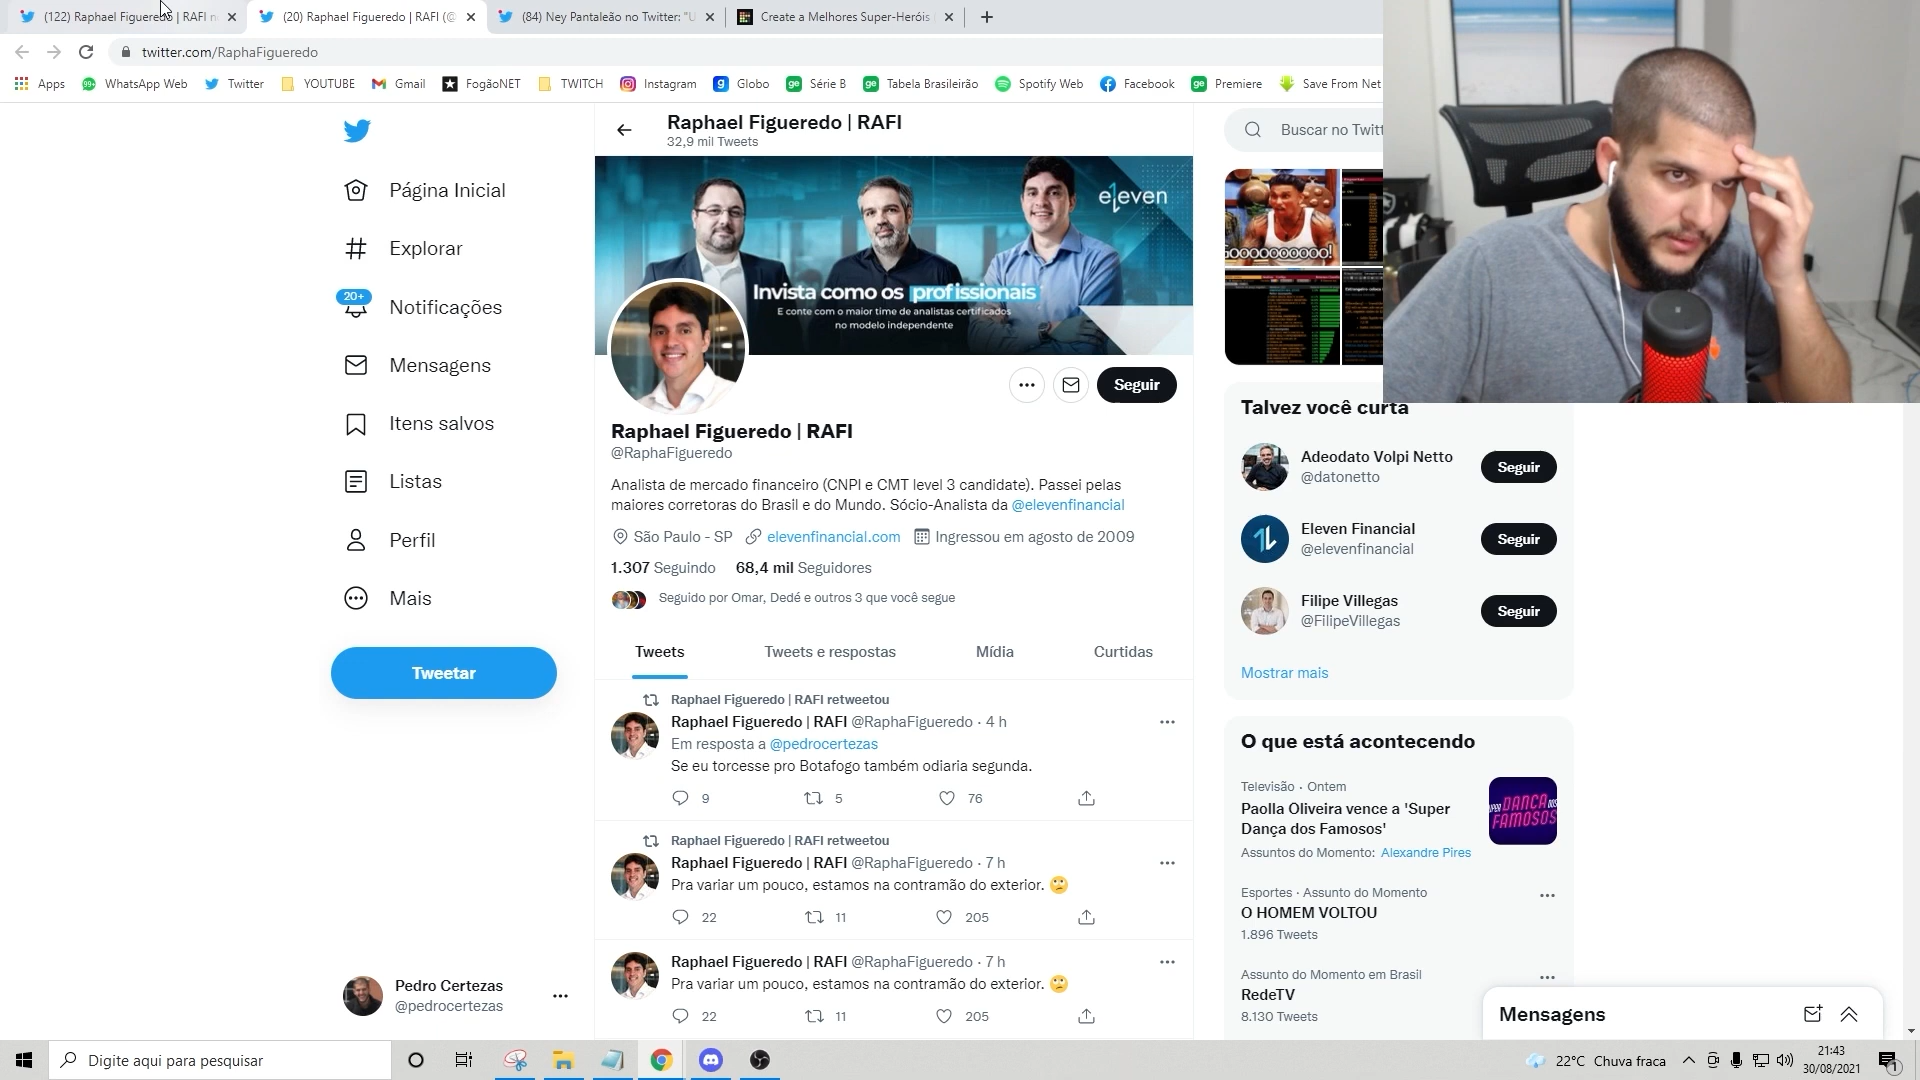 (122) Raphael Figueredo | RAFI n
(20) Raphael Figueredo | RAFI (@
(84) Ney Pantaleão no Twitter: "U
Create a Melhores Super-Heróis
twitter.com/RaphaFigueredo
Apps
WhatsApp Web
Twitter
YOUTUBE
Gmail
FogãoNET
TWITCH
Instagram
Globo
Série B
Tabela Brasileirão
Spotify Web
Facebook
Premiere
Save From Net
Página Inicial
Explorar
20+
Notificações
Mensagens
Itens salvos
Listas
Perfil
Mais
Tweetar
Pedro Certezas
@pedrocertezas
Raphael Figueredo | RAFI
32,9 mil Tweets
eleven
Invista como os profissionais
E conte com o maior time de analistas certificados
no modelo independente
Seguir
Raphael Figueredo | RAFI
@RaphaFigueredo
Analista de mercado financeiro (CNPI e CMT level 3 candidate). Passei pelas
maiores corretoras do Brasil e do Mundo. Sócio-Analista da @elevenfinancial
São Paulo - SP elevenfinancial.com Ingressou em agosto de 2009
1.307 Seguindo 68,4 mil Seguidores
Seguido por Omar, Dedé e outros 3 que você segue
Tweets
Tweets e respostas
Mídia
Curtidas
Raphael Figueredo | RAFI retweetou
Raphael Figueredo | RAFI @RaphaFigueredo · 4 h
Em resposta a @pedrocertezas
Se eu torcesse pro Botafogo também odiaria segunda.
9 5 76
Raphael Figueredo | RAFI retweetou
Raphael Figueredo | RAFI @RaphaFigueredo · 7 h
Pra variar um pouco, estamos na contramão do exterior. 🙄
22 11 205
Raphael Figueredo | RAFI @RaphaFigueredo · 7 h
Pra variar um pouco, estamos na contramão do exterior. 🙄
22 11 205
Buscar no Twitt
Goooooooooo!
Talvez você curta
Adeodato Volpi Netto
@datonetto
Seguir
Eleven Financial
@elevenfinancial
Seguir
Filipe Villegas
@FilipeVillegas
Seguir
Mostrar mais
O que está acontecendo
Televisão · Ontem
Paolla Oliveira vence a 'Super
Dança dos Famosos'
Assuntos do Momento: Alexandre Pires
Esportes · Assunto do Momento
O HOMEM VOLTOU
1.896 Tweets
Assunto do Momento em Brasil
RedeTV
8.130 Tweets
Mensagens
Digite aqui para pesquisar
22°C Chuva fraca
21:43
30/08/2021
1